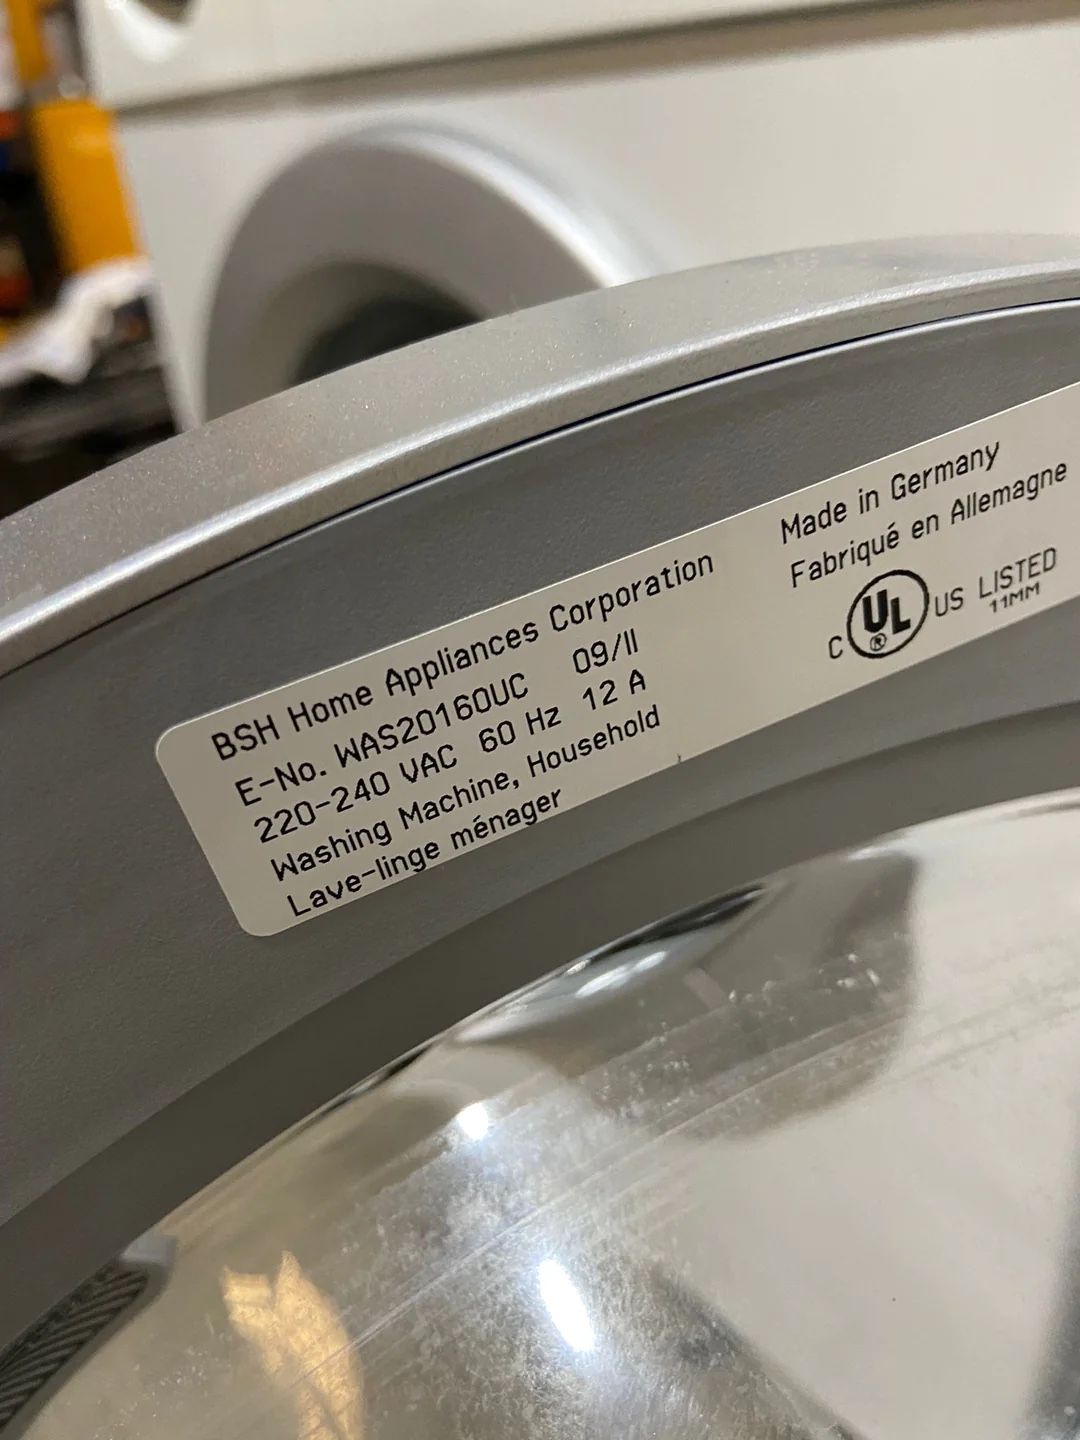 BSH Home Appliances Corporation
E-No. WAS20160UC 09/II
220-240 VAC 60 Hz 12 A
Washing Machine, Household
Lave-linge ménager
Made in Germany
Fabriqué en Allemagne
C UL ® US LISTED
11MM